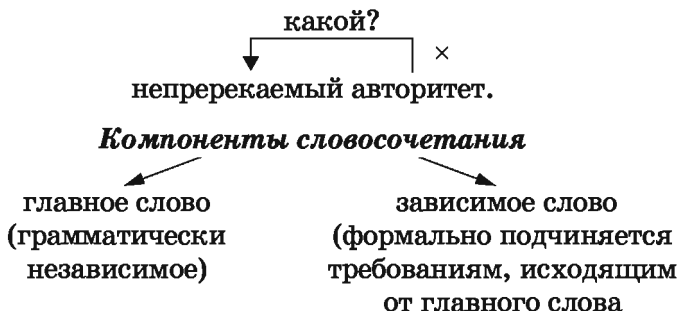 какой?
×
непререкаемый авторитет.
Компоненты словосочетания
главное слово
(грамматически
независимое)
зависимое слово
(формально подчиняется
требованиям, исходящим
от главного слова